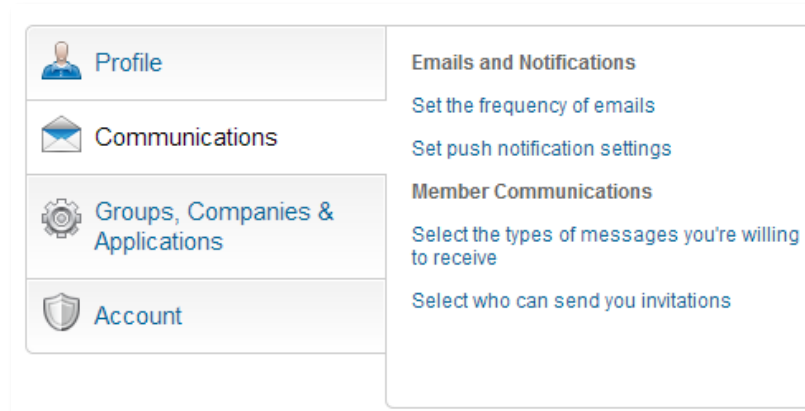 Profile
Communications
Groups, Companies &
Applications
Account
Emails and Notifications
Set the frequency of emails
Set push notification settings
Member Communications
Select the types of messages you're willing
to receive
Select who can send you invitations